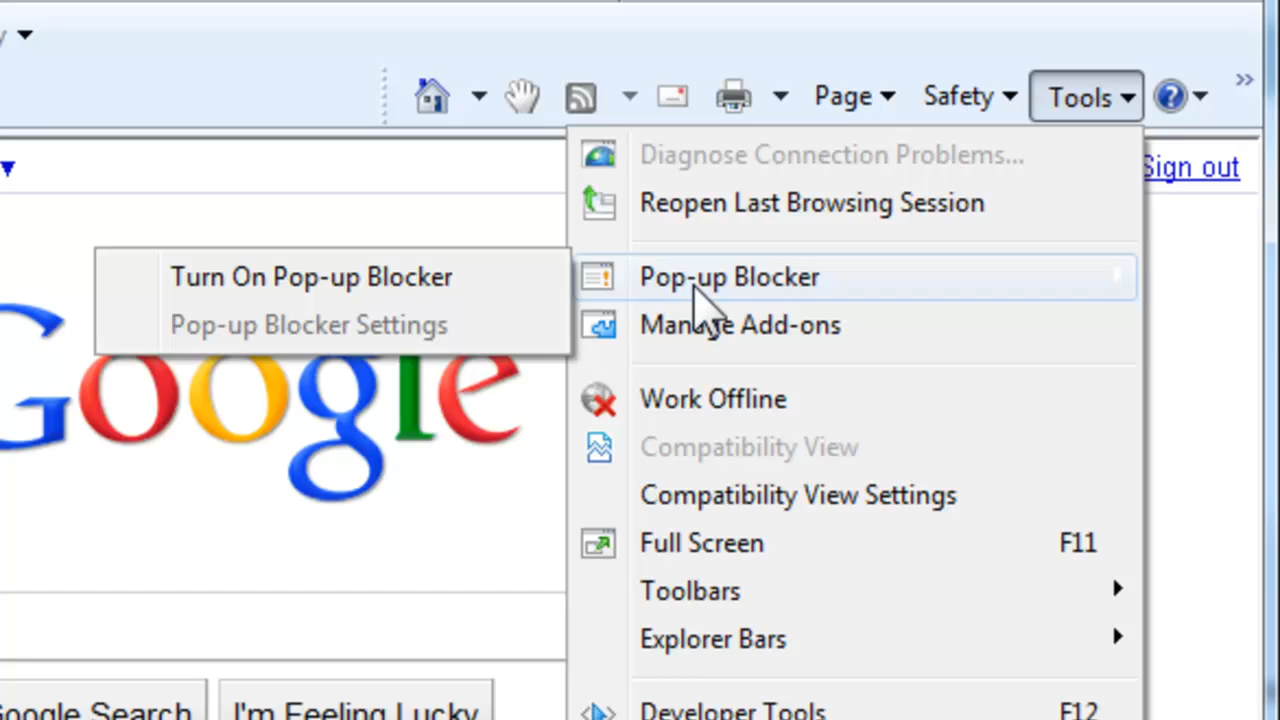 Page
Safety
Tools
Sign out
Diagnose Connection Problems...
Reopen Last Browsing Session
Pop-up Blocker
Turn On Pop-up Blocker
Pop-up Blocker Settings
Manage Add-ons
Google
Work Offline
Compatibility View
Compatibility View Settings
Full Screen F11
Toolbars
Explorer Bars
Google Search
I'm Feeling Lucky
Developer Tools F12